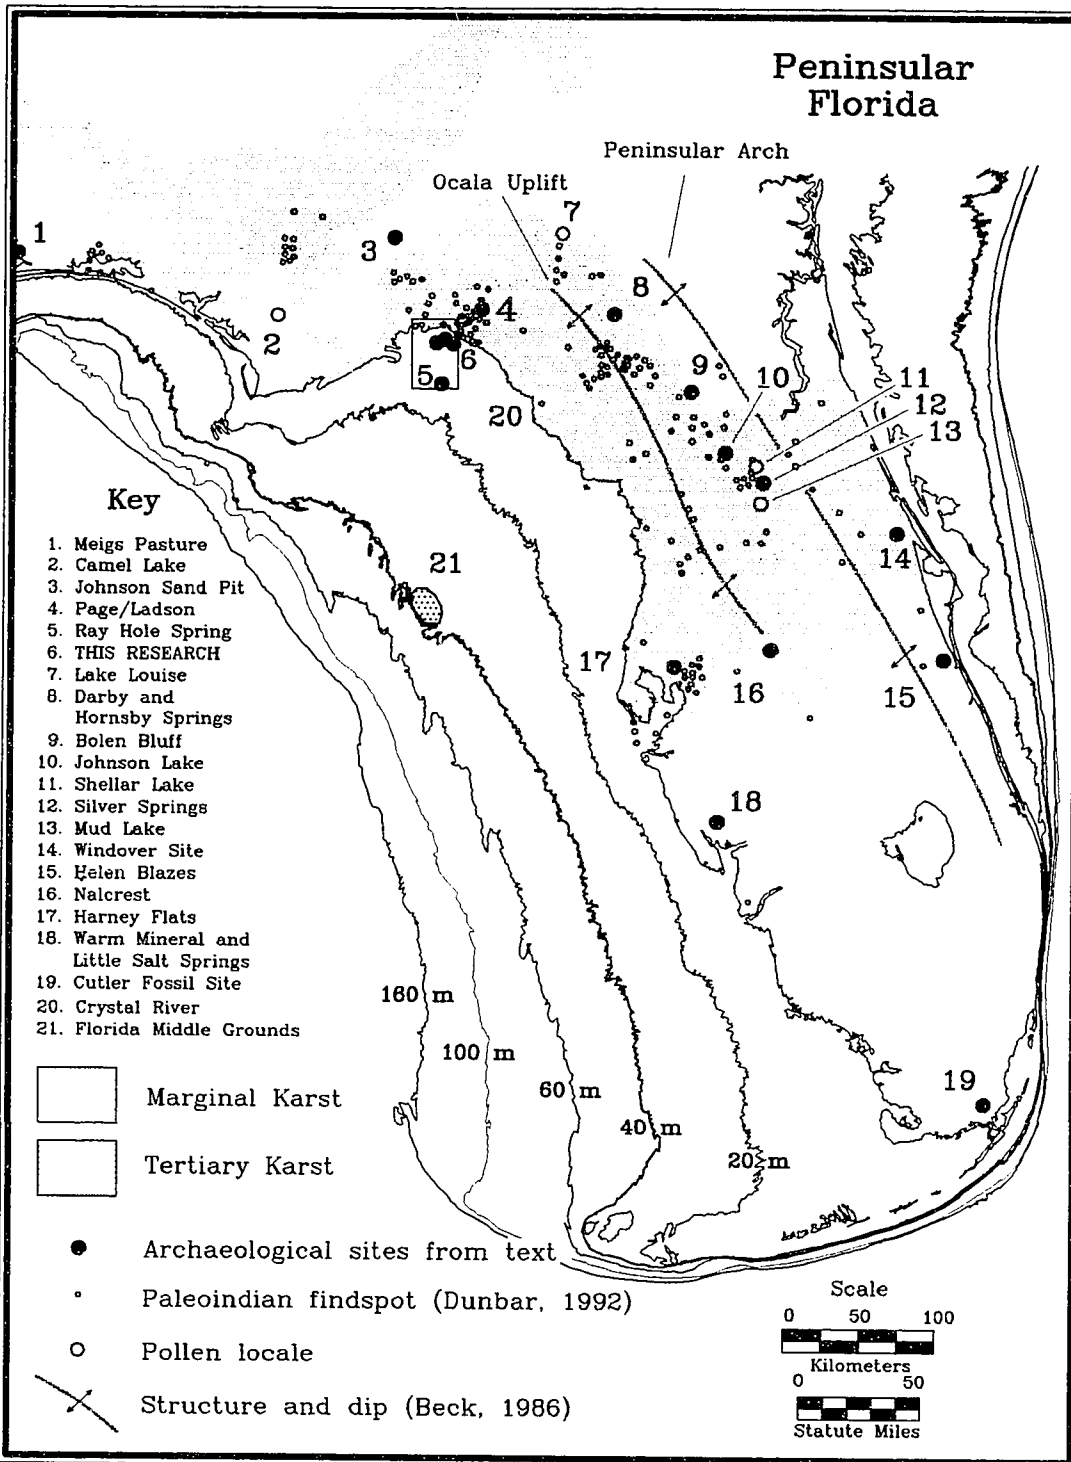 Peninsular
Florida
Peninsular Arch
Ocala Uplift
1
2
3
4
5
6
7
8
9
10
11
12
13
14
15
16
17
18
19
20
21
Key
1. Meigs Pasture
2. Camel Lake
3. Johnson Sand Pit
4. Page/Ladson
5. Ray Hole Spring
6. THIS RESEARCH
7. Lake Louise
8. Darby and
Hornsby Springs
9. Bolen Bluff
10. Johnson Lake
11. Shellar Lake
12. Silver Springs
13. Mud Lake
14. Windover Site
15. Helen Blazes
16. Nalcrest
17. Harney Flats
18. Warm Mineral and
Little Salt Springs
19. Cutler Fossil Site
20. Crystal River
21. Florida Middle Grounds
160 m
100 m
60 m
40 m
20 m
Marginal Karst
Tertiary Karst
Archaeological sites from text
Paleoindian findspot (Dunbar, 1992)
Pollen locale
Structure and dip (Beck, 1986)
Scale
0 50 100
Kilometers
0 50
Statute Miles